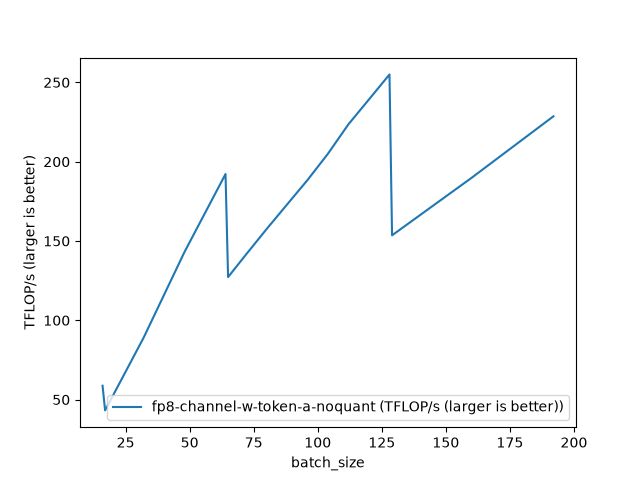 TFLOP/s (larger is better)
250
200
150
100
50
fp8-channel-w-token-a-noquant (TFLOP/s (larger is better))
25 50 75 100 125 150 175 200
batch_size